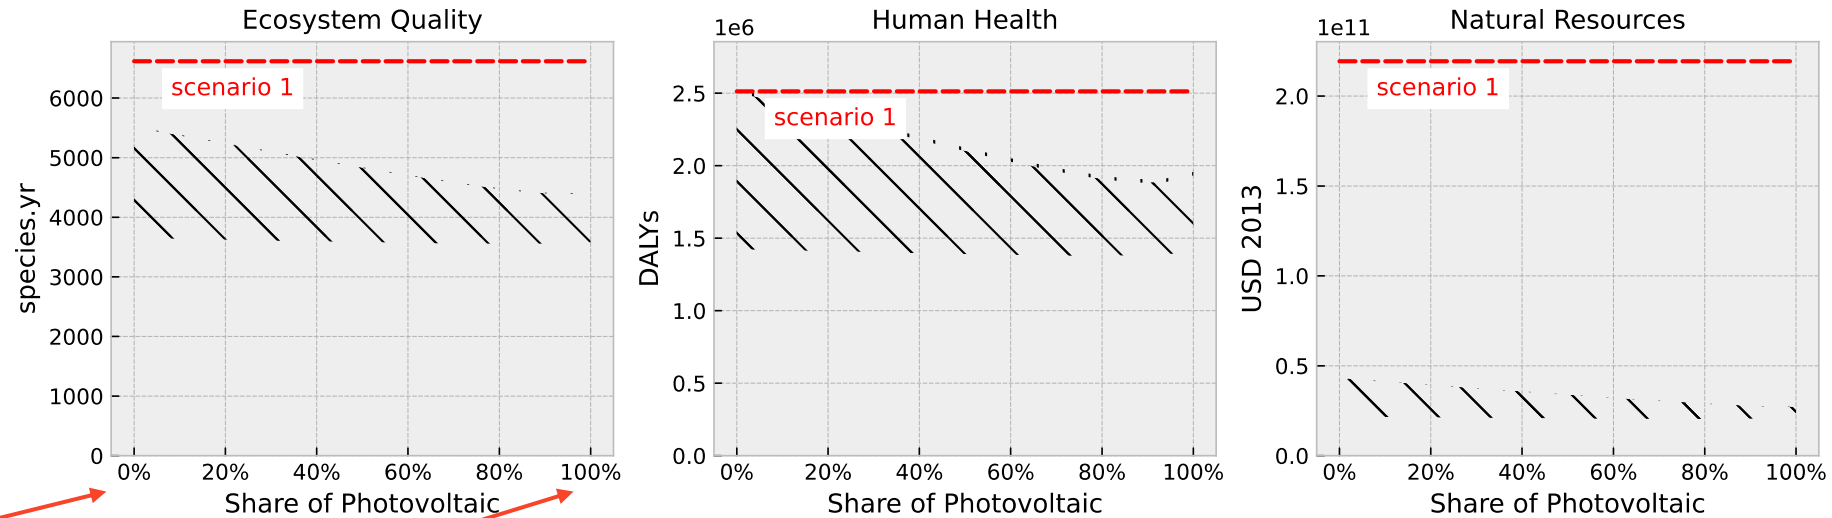 Ecosystem Quality
6000
5000
4000
3000
2000
1000
0
species.yr
scenario 1
0% 20% 40% 60% 80% 100%
Share of Photovoltaic
Human Health
1e6
2.5
2.0
1.5
1.0
0.5
0.0
DALYs
scenario 1
0% 20% 40% 60% 80% 100%
Share of Photovoltaic
Natural Resources
1e11
2.0
1.5
1.0
0.5
0.0
USD 2013
scenario 1
0% 20% 40% 60% 80% 100%
Share of Photovoltaic